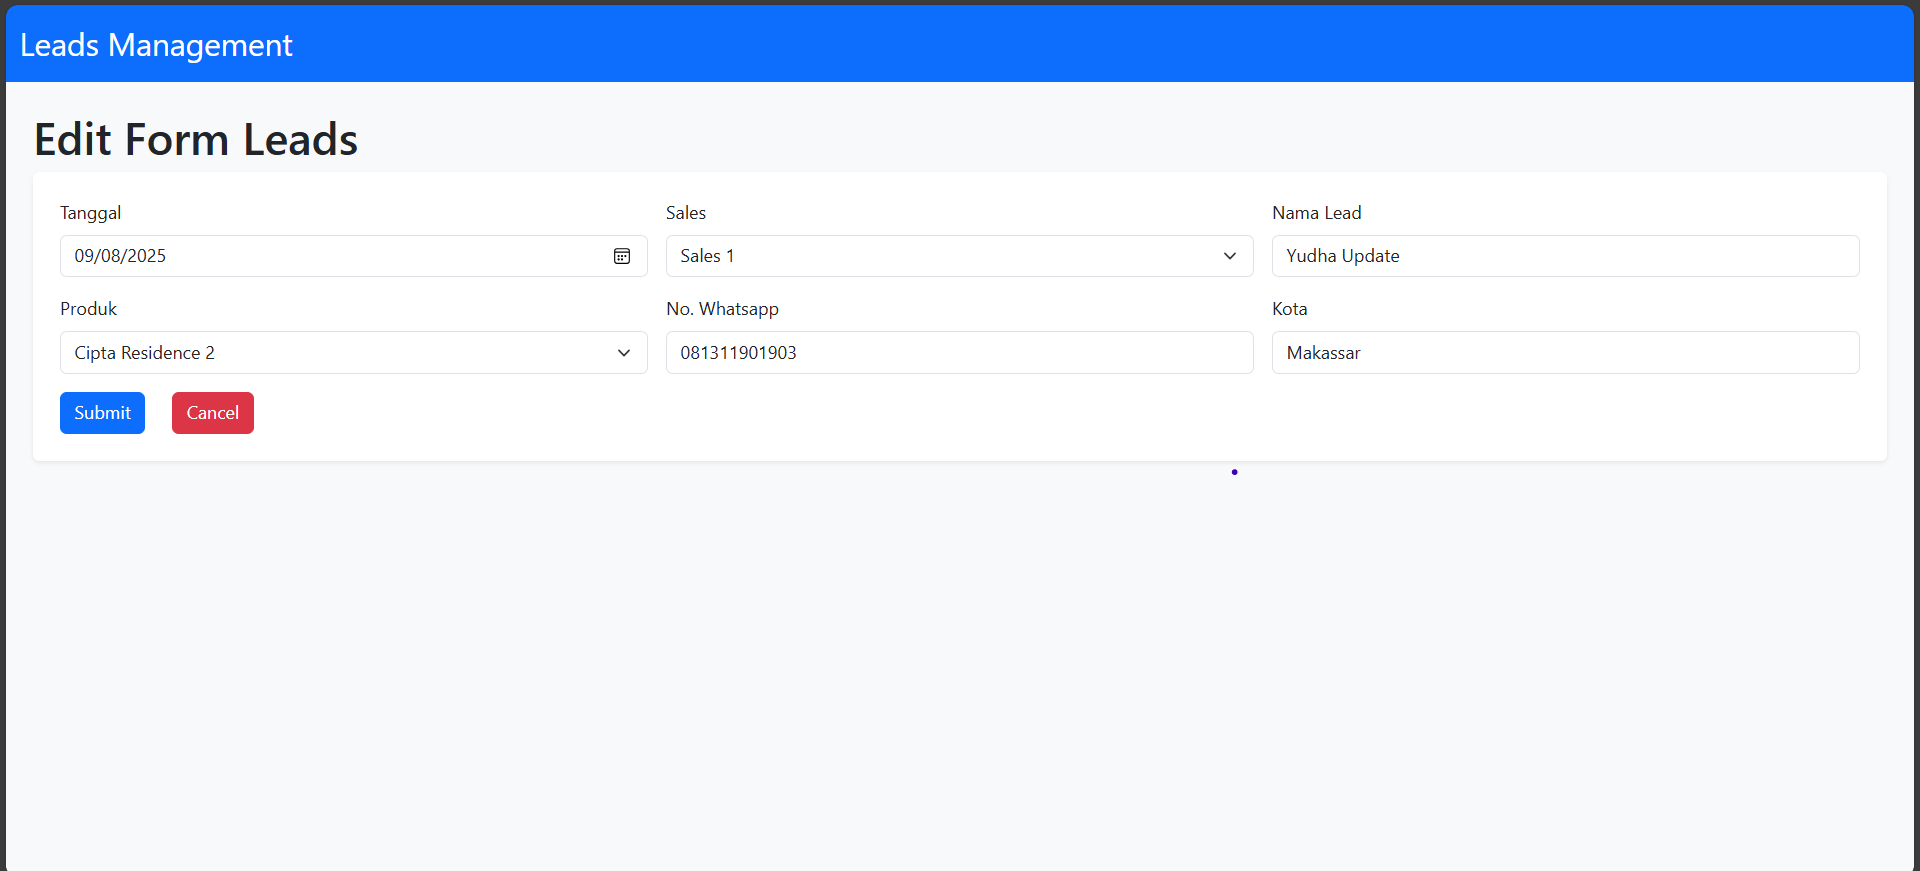 Leads Management
Edit Form Leads
Tanggal
Sales
Nama Lead
09/08/2025
Sales 1
Yudha Update
Produk
No. Whatsapp
Kota
Cipta Residence 2
081311901903
Makassar
Submit
Cancel